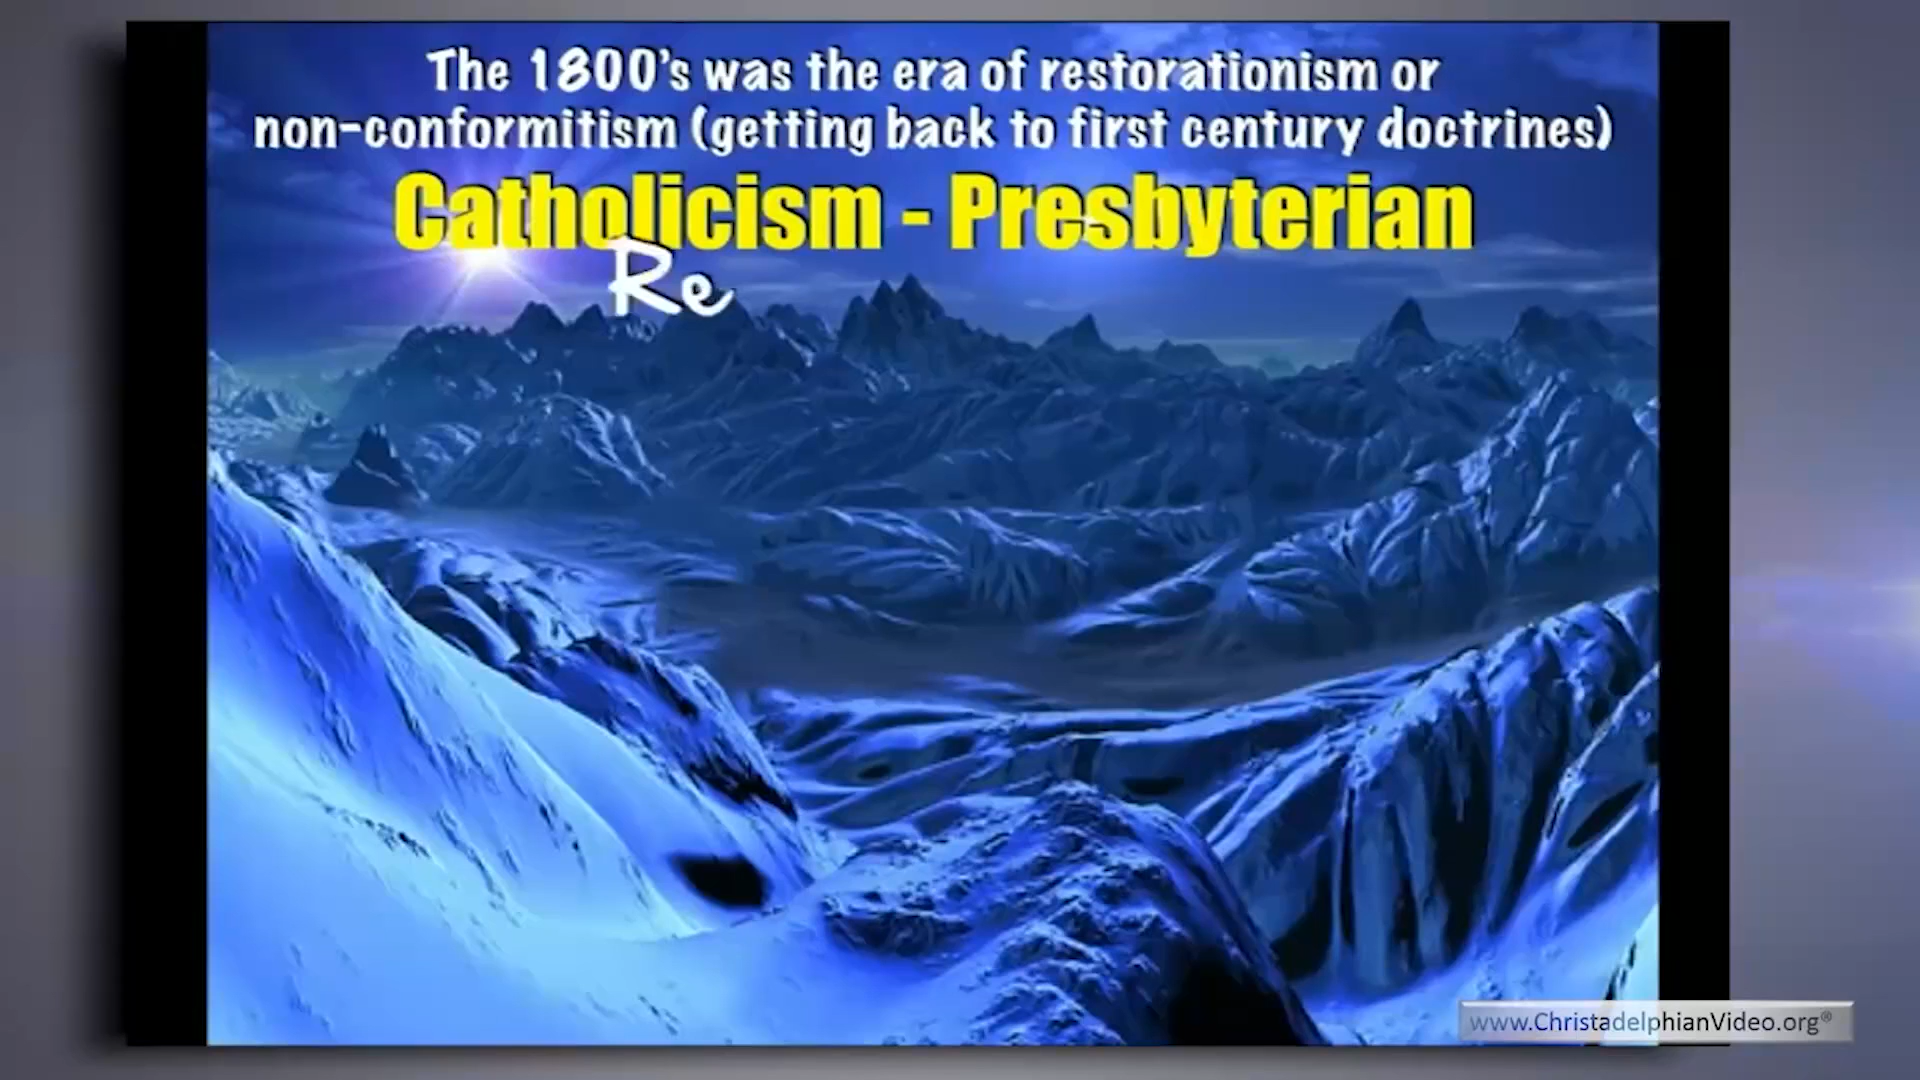 The 1800's was the era of restorationism or
non-conformitism (getting back to first century doctrines)
Catholicism - Presbyterian
Re
www.ChristadelphianVideo.org®